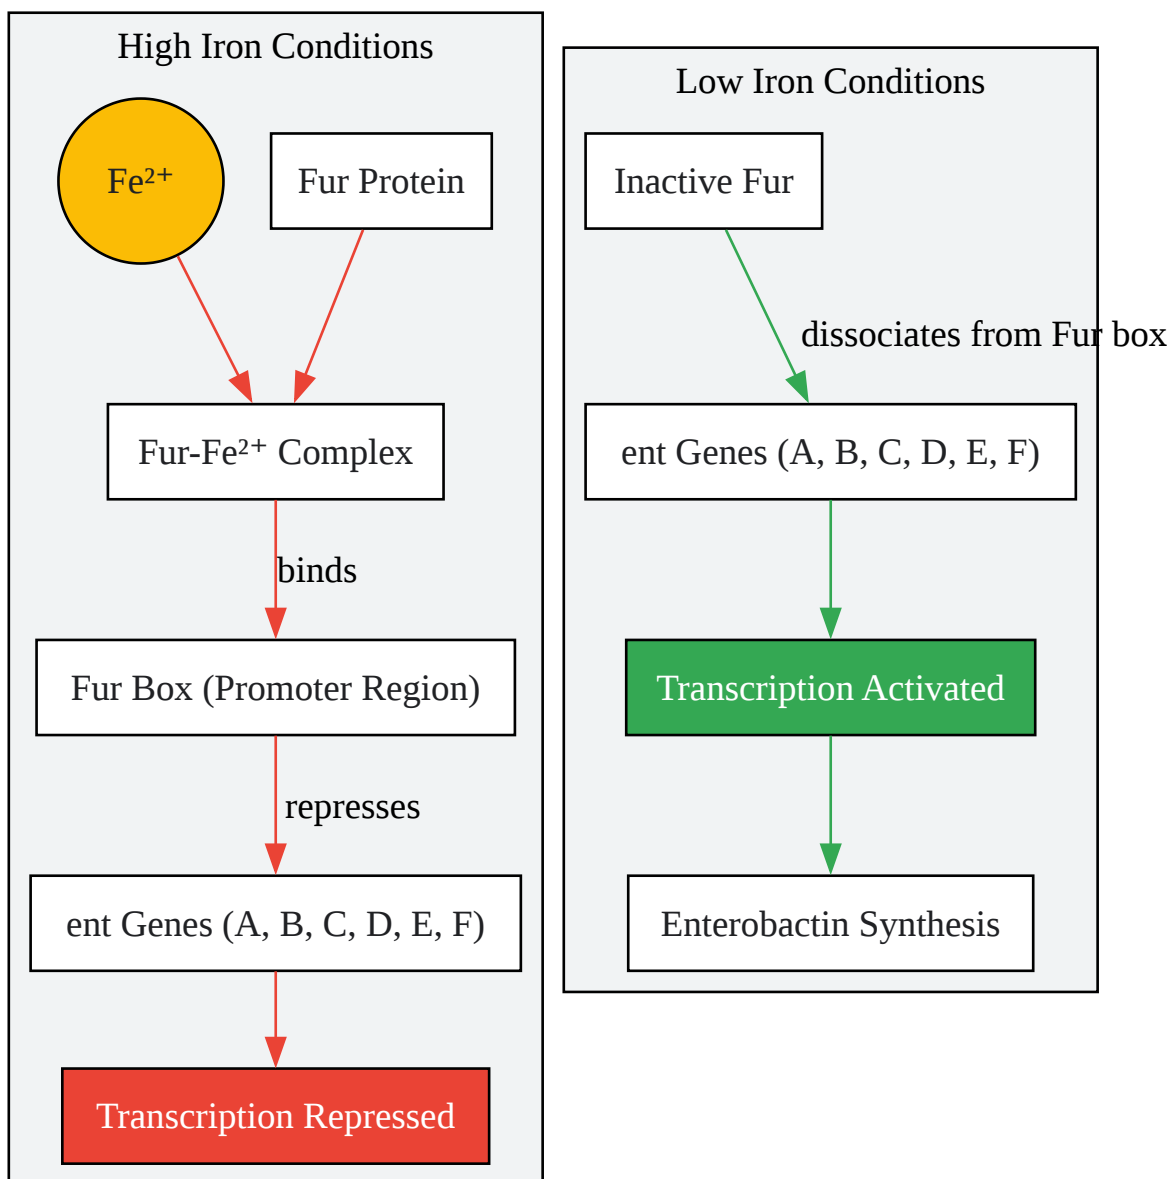 High Iron Conditions
Fe²⁺
Fur Protein
Fur-Fe²⁺ Complex
binds
Fur Box (Promoter Region)
represses
ent Genes (A, B, C, D, E, F)
Transcription Repressed
Low Iron Conditions
Inactive Fur
dissociates from Fur box
ent Genes (A, B, C, D, E, F)
Transcription Activated
Enterobactin Synthesis